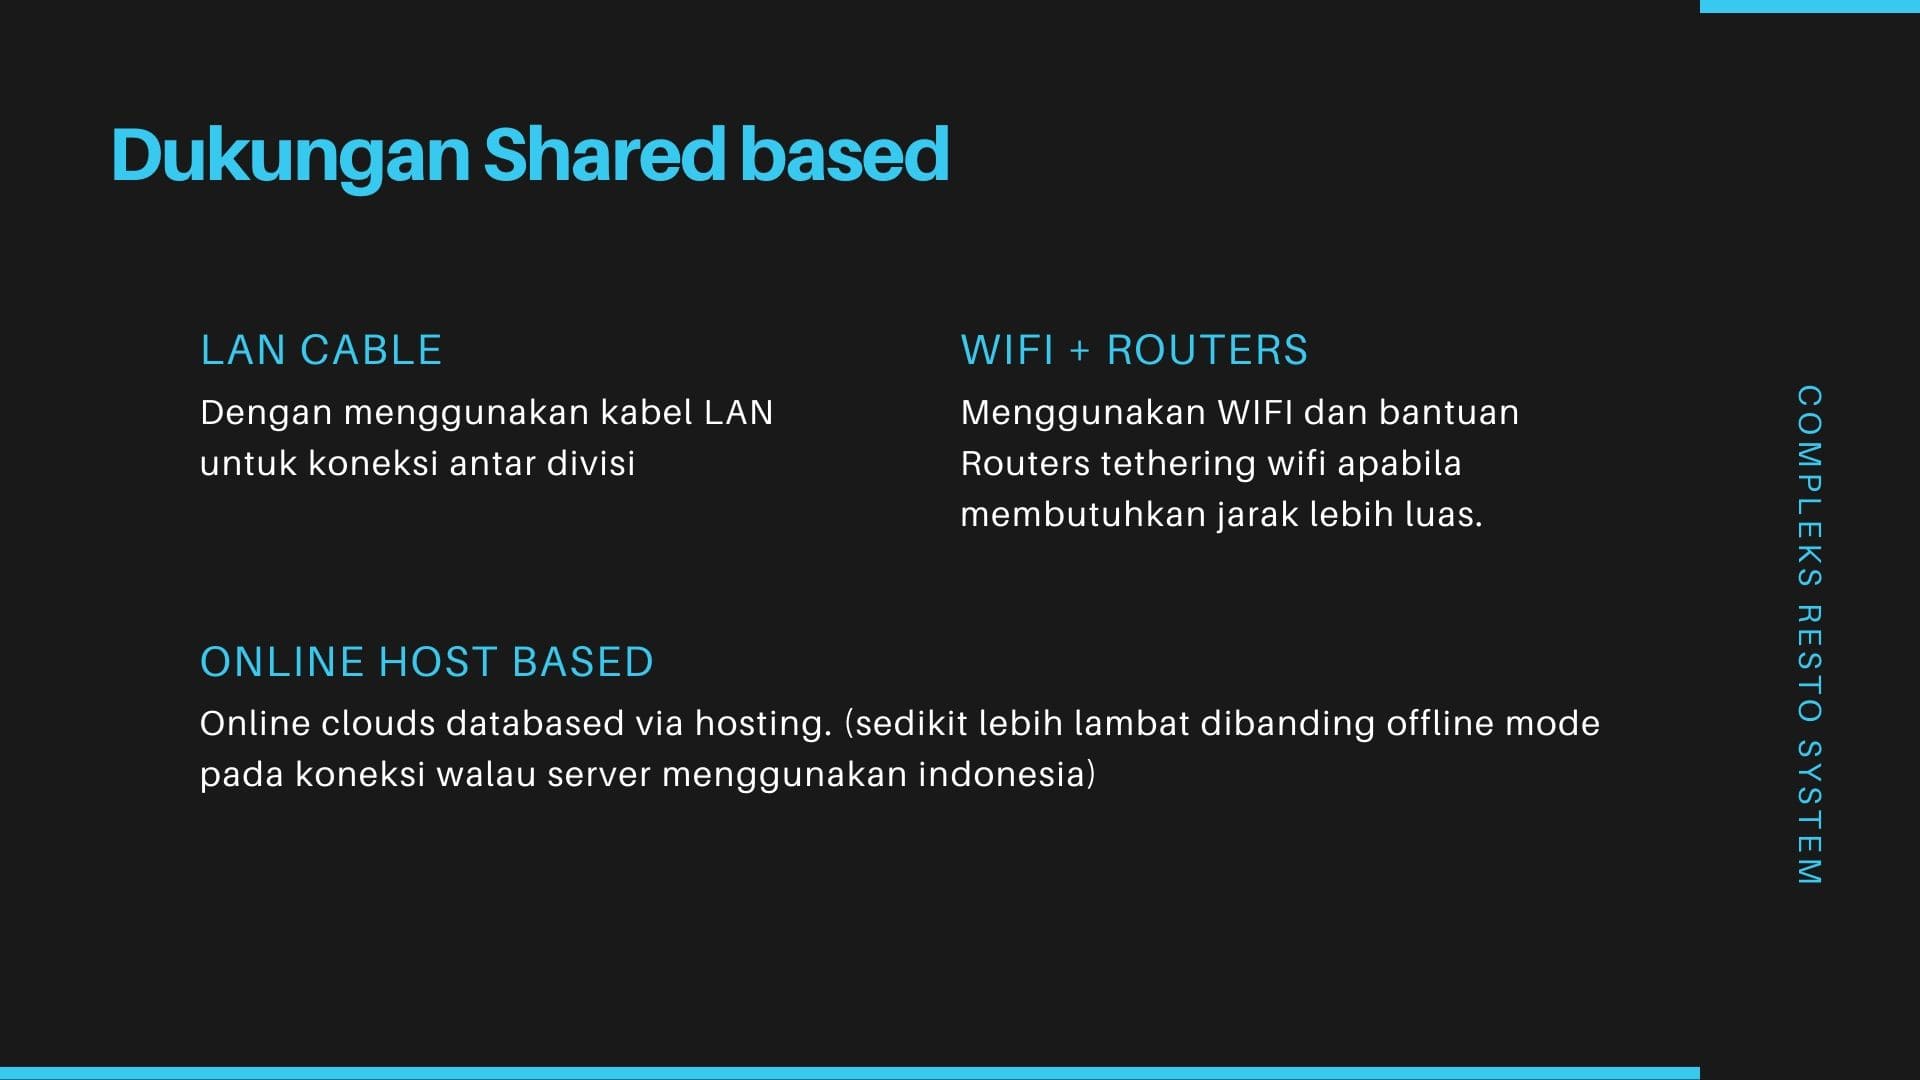 Dukungan Shared based
LAN CABLE
Dengan menggunakan kabel LAN
untuk koneksi antar divisi
WIFI + ROUTERS
Menggunakan WIFI dan bantuan
Routers tethering wifi apabila
membutuhkan jarak lebih luas.
ONLINE HOST BASED
Online clouds databased via hosting. (sedikit lebih lambat dibanding offline mode
pada koneksi walau server menggunakan indonesia)
COMPLEKS RESTO SYSTEM